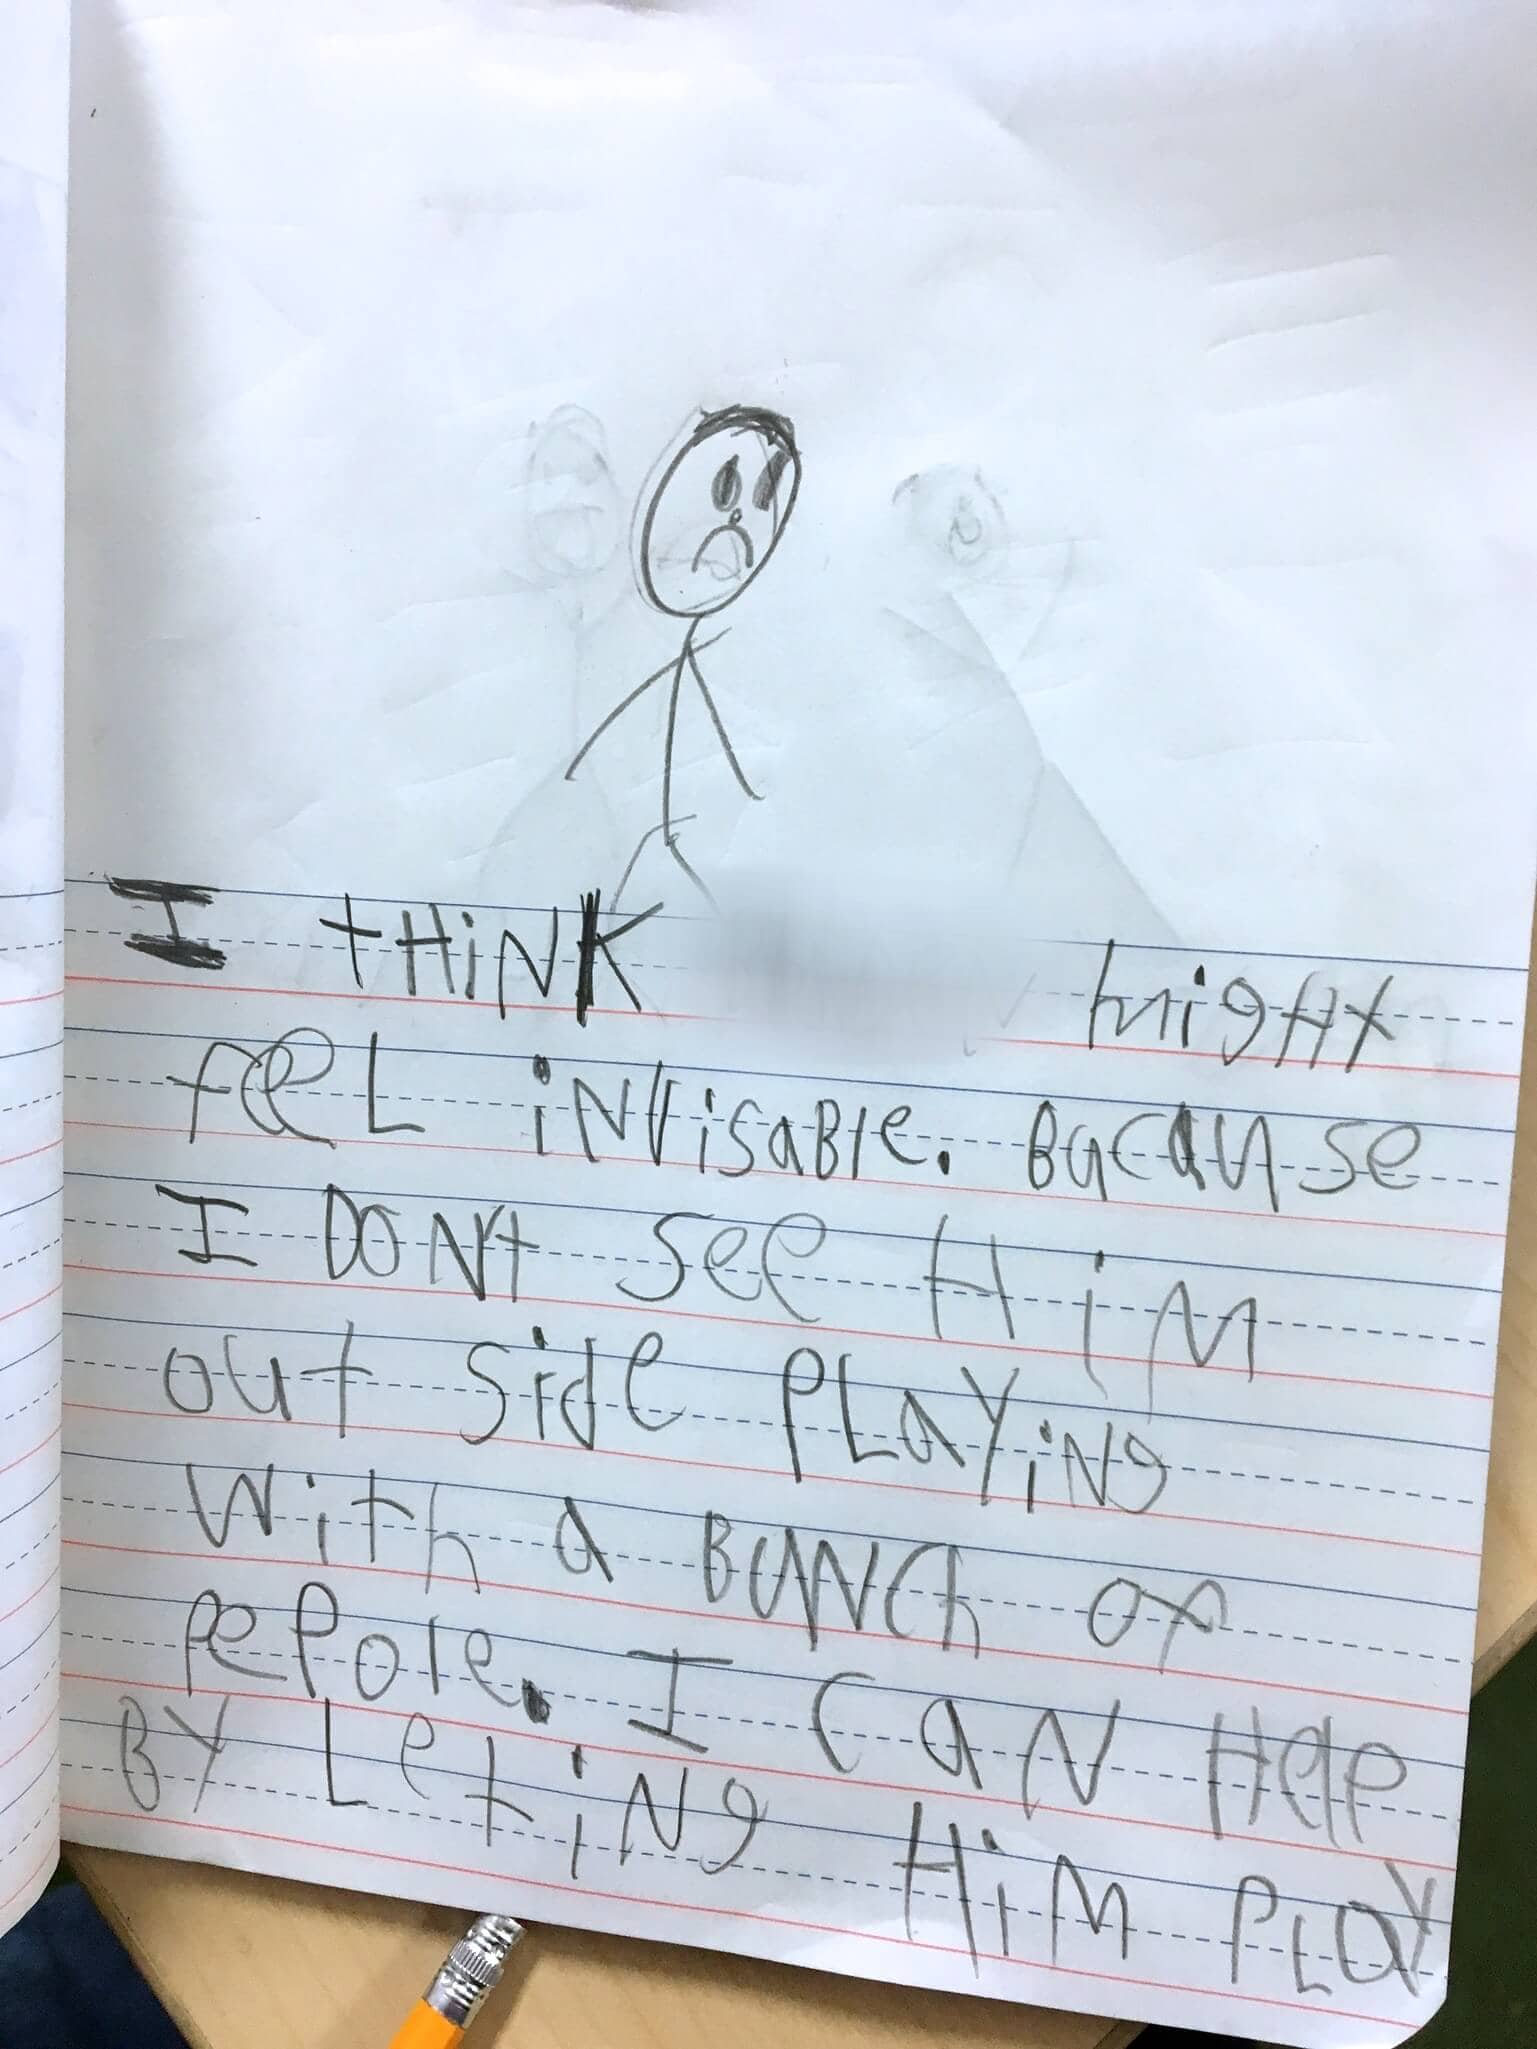 I tHiNK might
feeL iNVisaBle. BacaUse
I DONt see HiM
out side PLaYiNg
With a BUNCh of
pePole. I caN HelP
BY LetiNg HiM PLaY